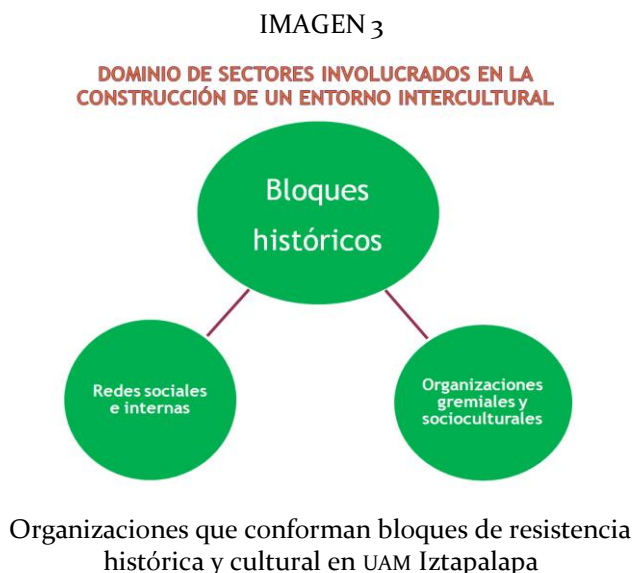 IMAGEN 3
DOMINIO DE SECTORES INVOLUCRADOS EN LA
CONSTRUCCIÓN DE UN ENTORNO INTERCULTURAL
Bloques
históricos
Redes sociales
e internas
Organizaciones
gremiales y
socioculturales
Organizaciones que conforman bloques de resistencia
histórica y cultural en UAM Iztapalapa